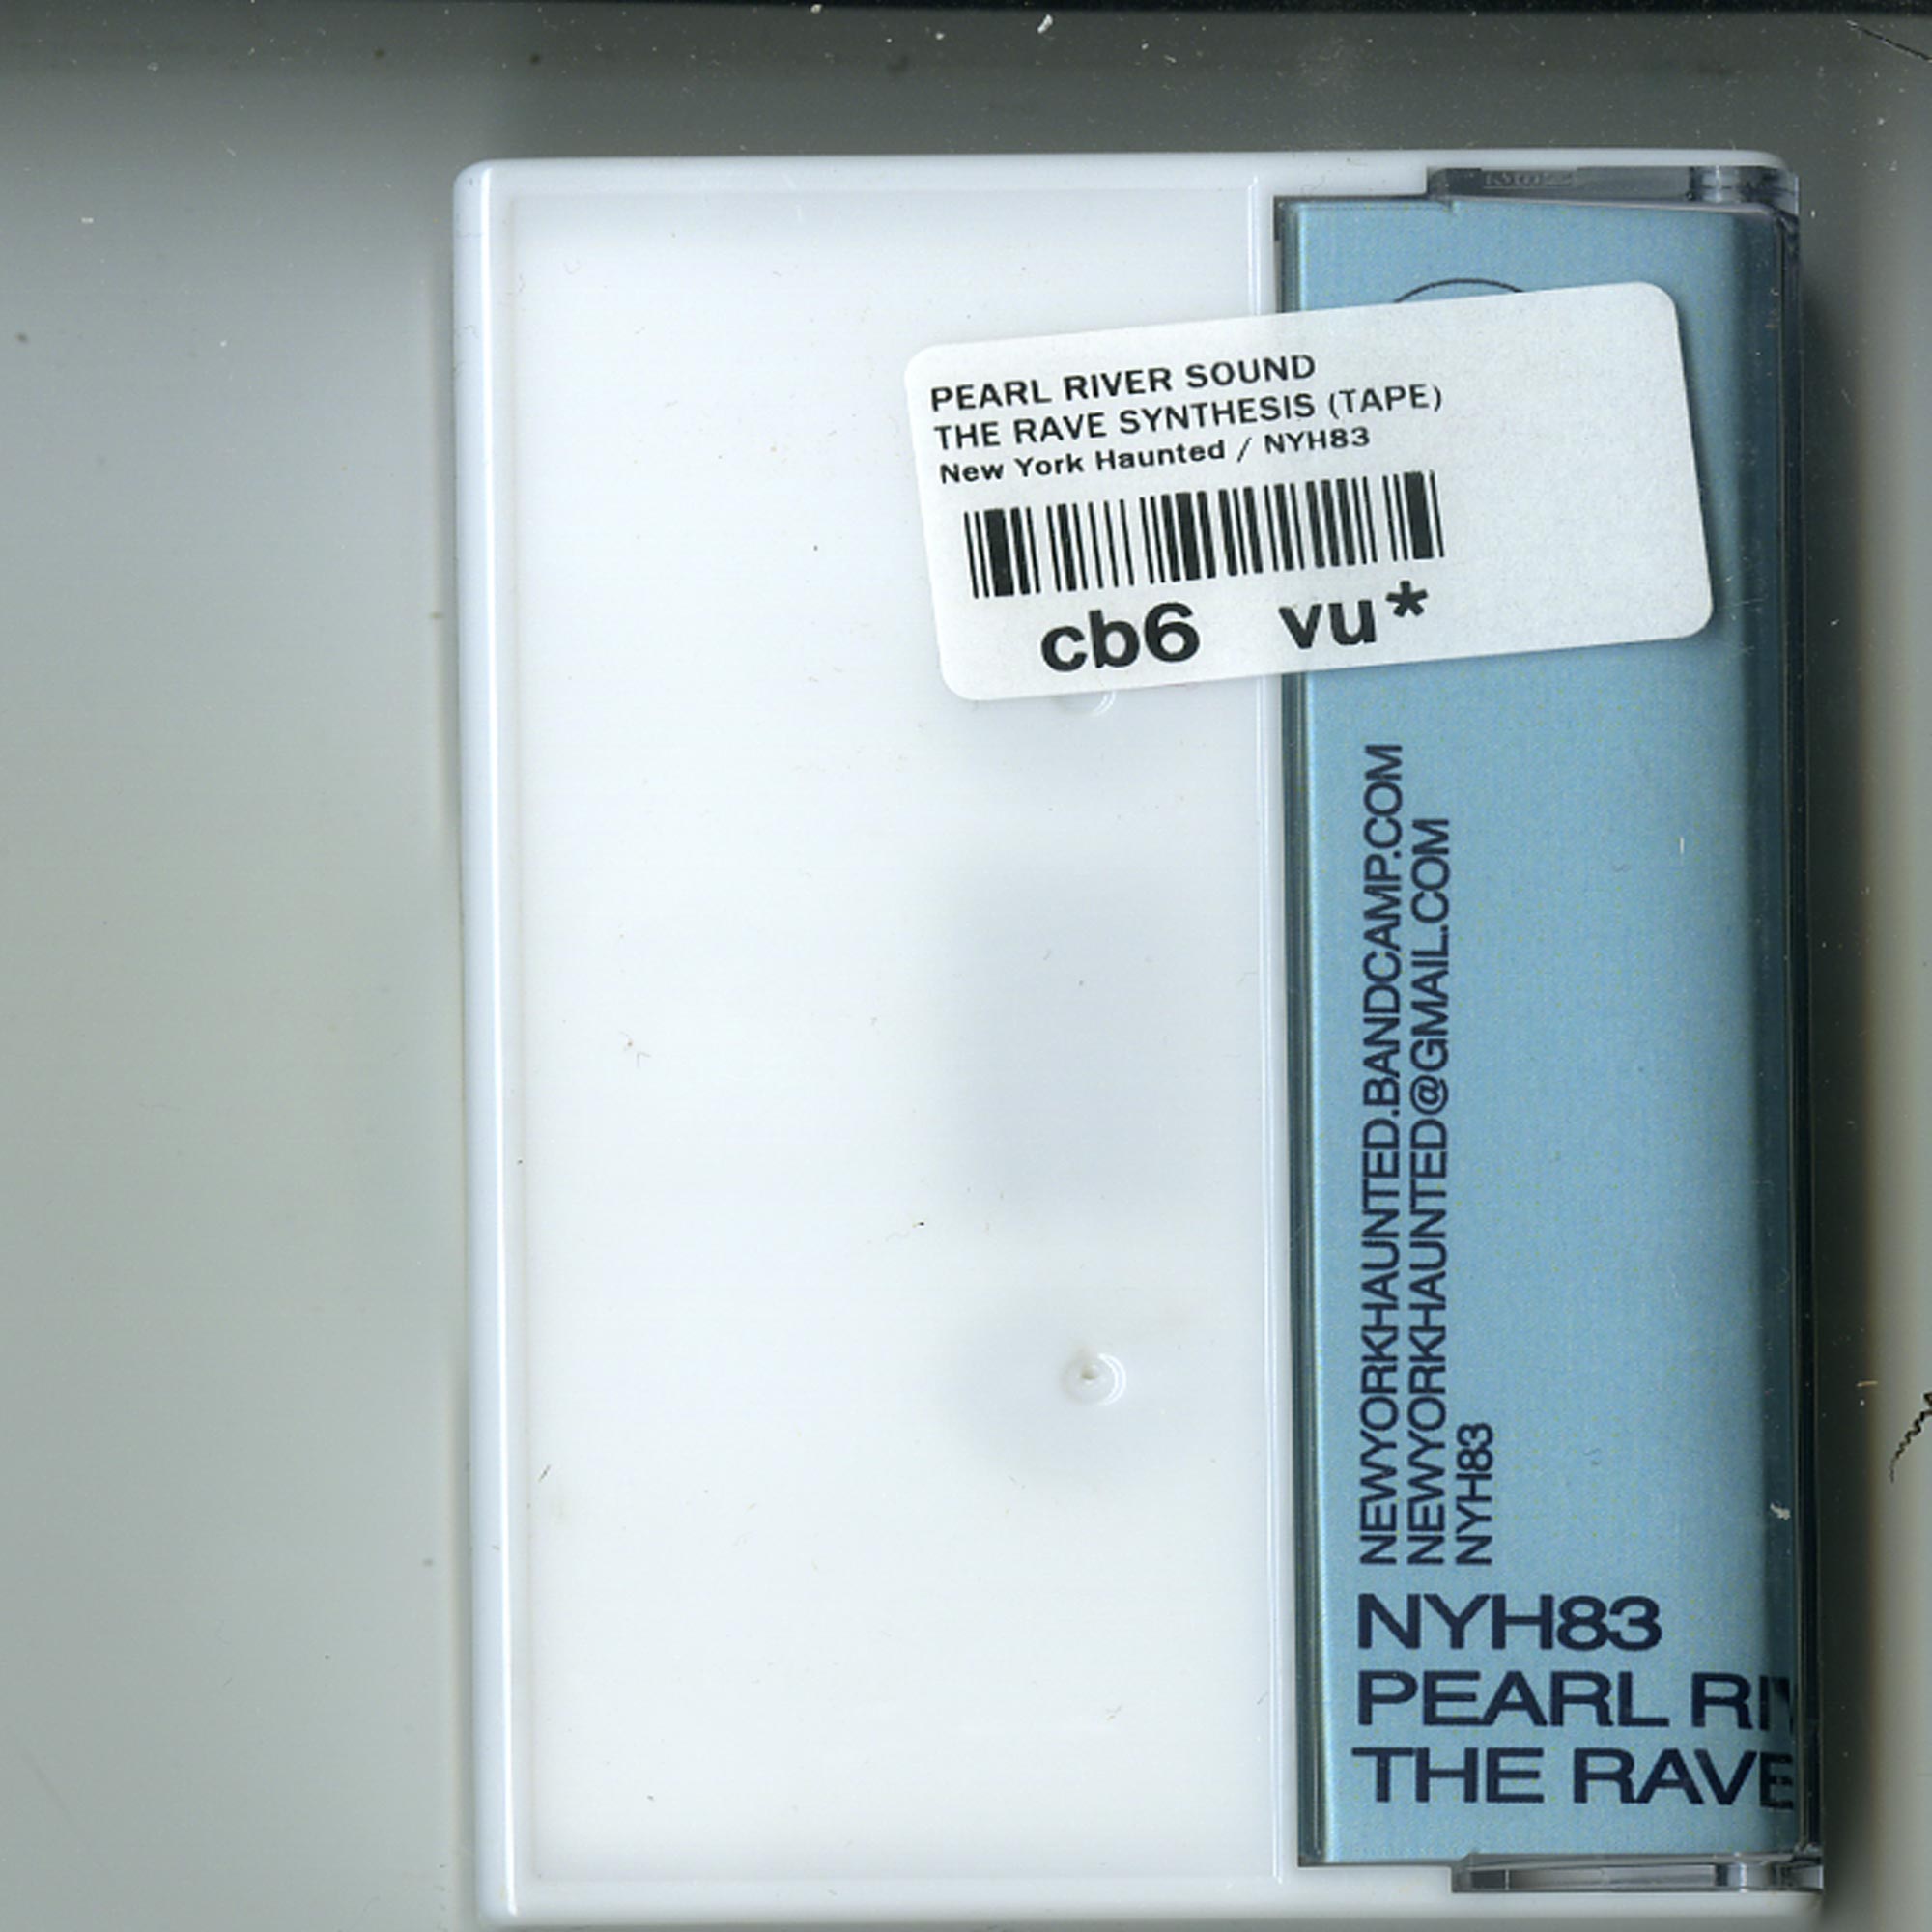 PEARL RIVER SOUND
THE RAVE SYNTHESIS (TAPE)
New York Haunted / NYH83
cb6 vu*
NEWYORKHAUNTED.BANDCAMP.COM
NEWYORKHAUNTED@GMAIL.COM
NYH83
NYH83
PEARL RIV
THE RAVE